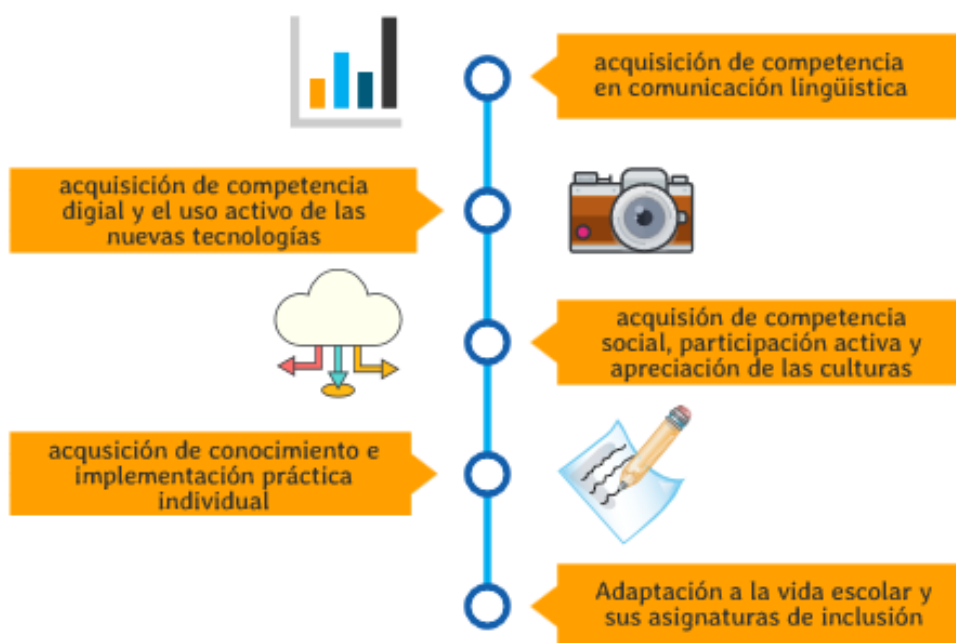 acquisición de competencia
en comunicación lingüistica
acquisición de competencia
digial y el uso activo de las
nuevas tecnologías
acquisión de competencia
social, participación activa y
apreciación de las culturas
acqusición de conocimiento e
implementación práctica
individual
Adaptación a la vida escolar y
sus asignaturas de inclusión